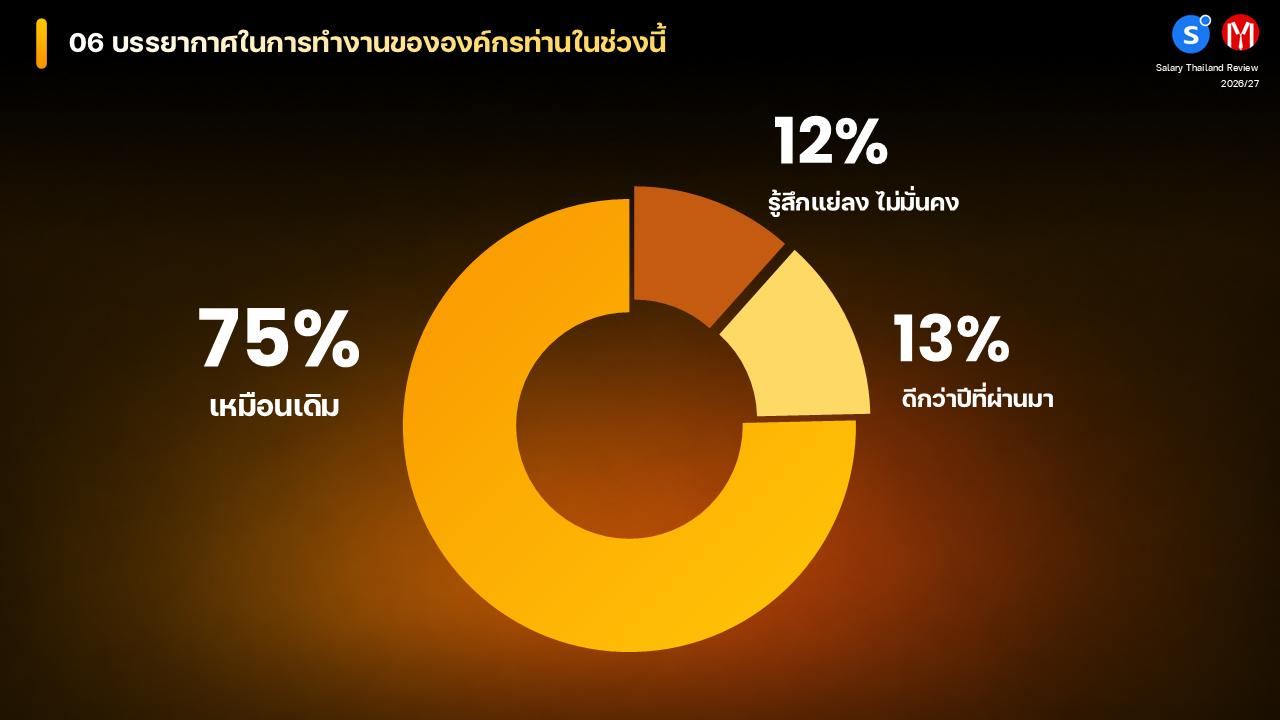 06 บรรยากาศในการทำงานขององค์กรท่านในช่วงนี้
S
M
Salary Thailand Review
2026/27
12%
รู้สึกแย่ลง ไม่มั่นคง
75%
เหมือนเดิม
13%
ดีกว่าปีที่ผ่านมา